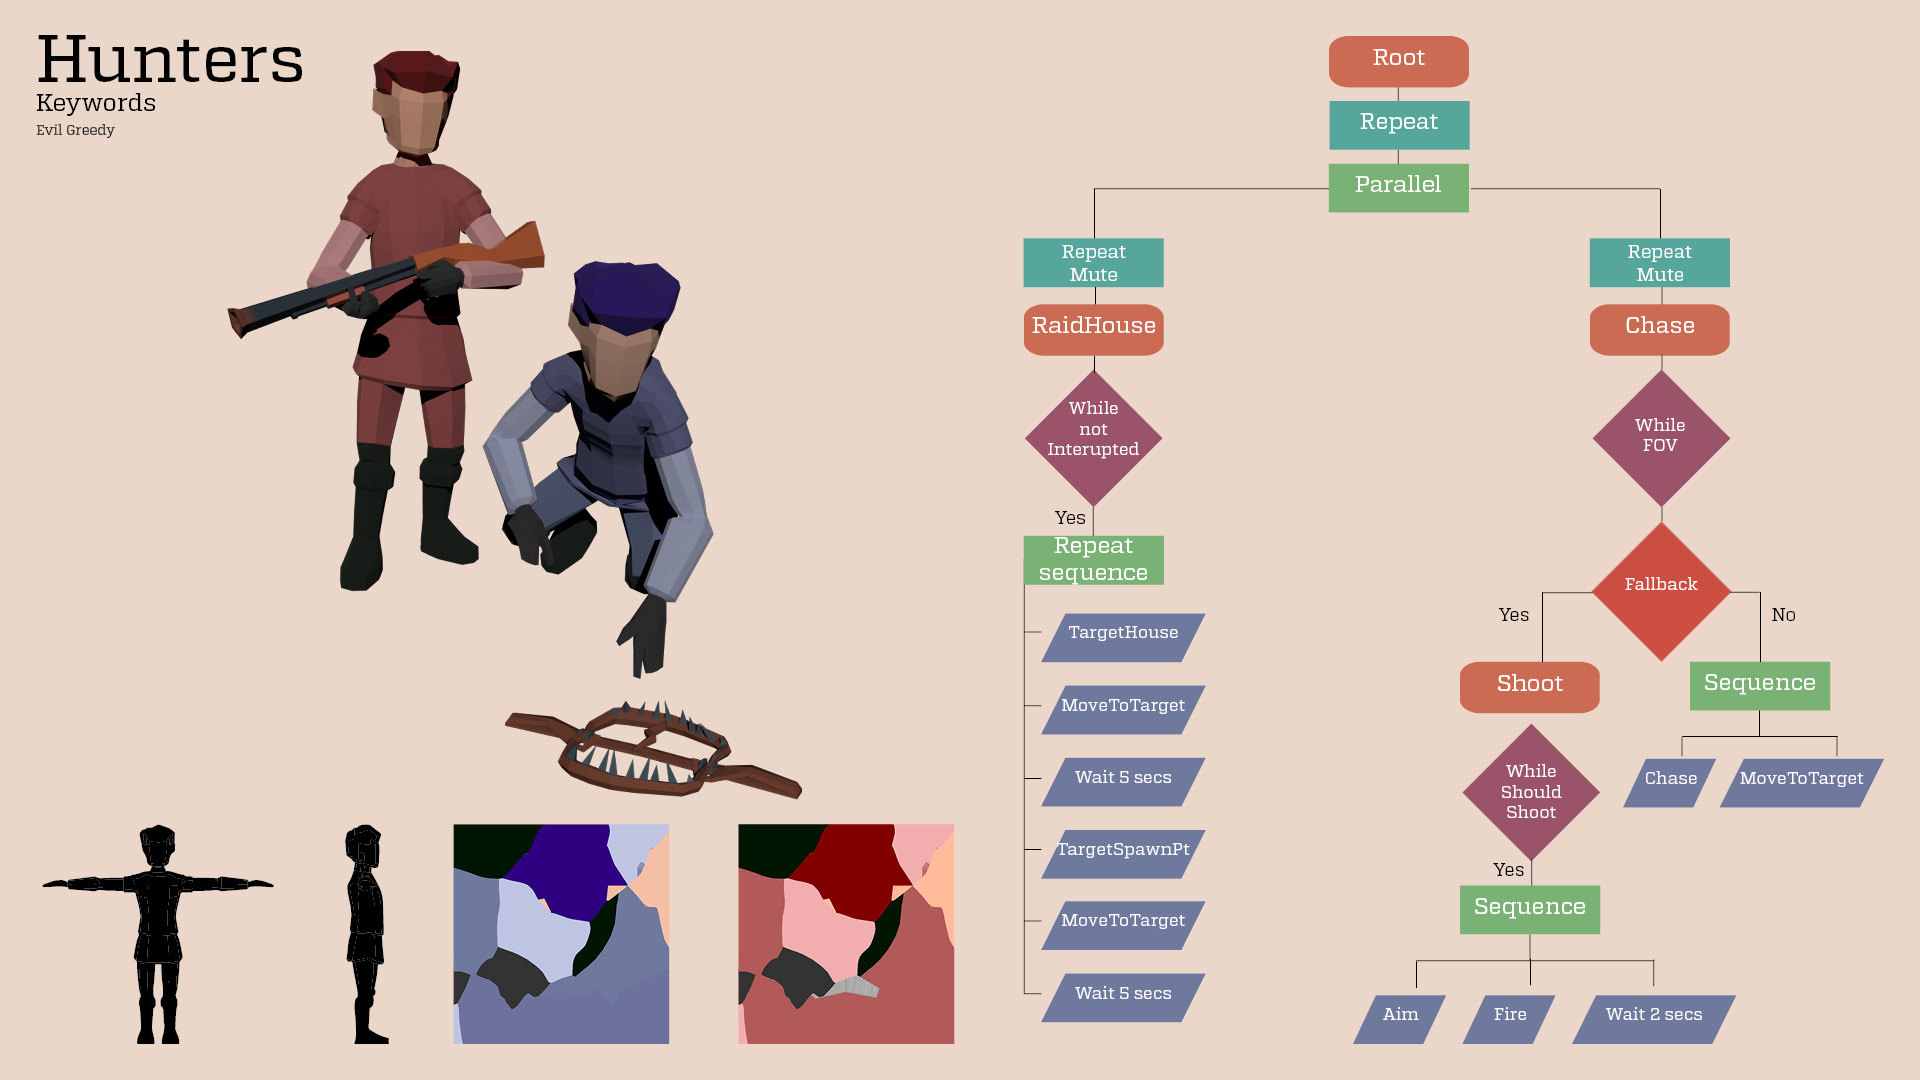 Hunters
Keywords
Evil Greedy
Root
Repeat
Parallel
Repeat
Mute
RaidHouse
While
not
Interupted
Yes
Repeat
sequence
TargetHouse
MoveToTarget
Wait 5 secs
TargetSpawnPt
MoveToTarget
Wait 5 secs
Repeat
Mute
Chase
While
FOV
Fallback
Yes
No
Shoot
While
Should
Shoot
Yes
Sequence
Aim
Fire
Wait 2 secs
Sequence
Chase
MoveToTarget